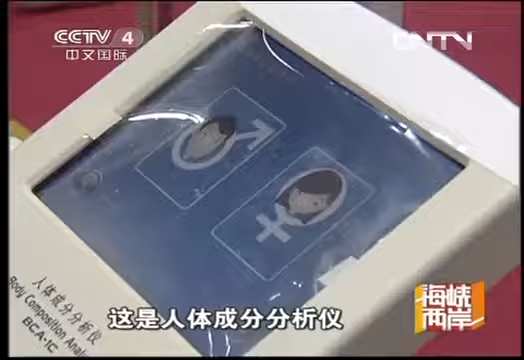 CCTV 4
中文国际
CNTN
人体成分分析仪
Body Composition Anal
BCA-1C
这是人体成分分析仪
海峡
两岸